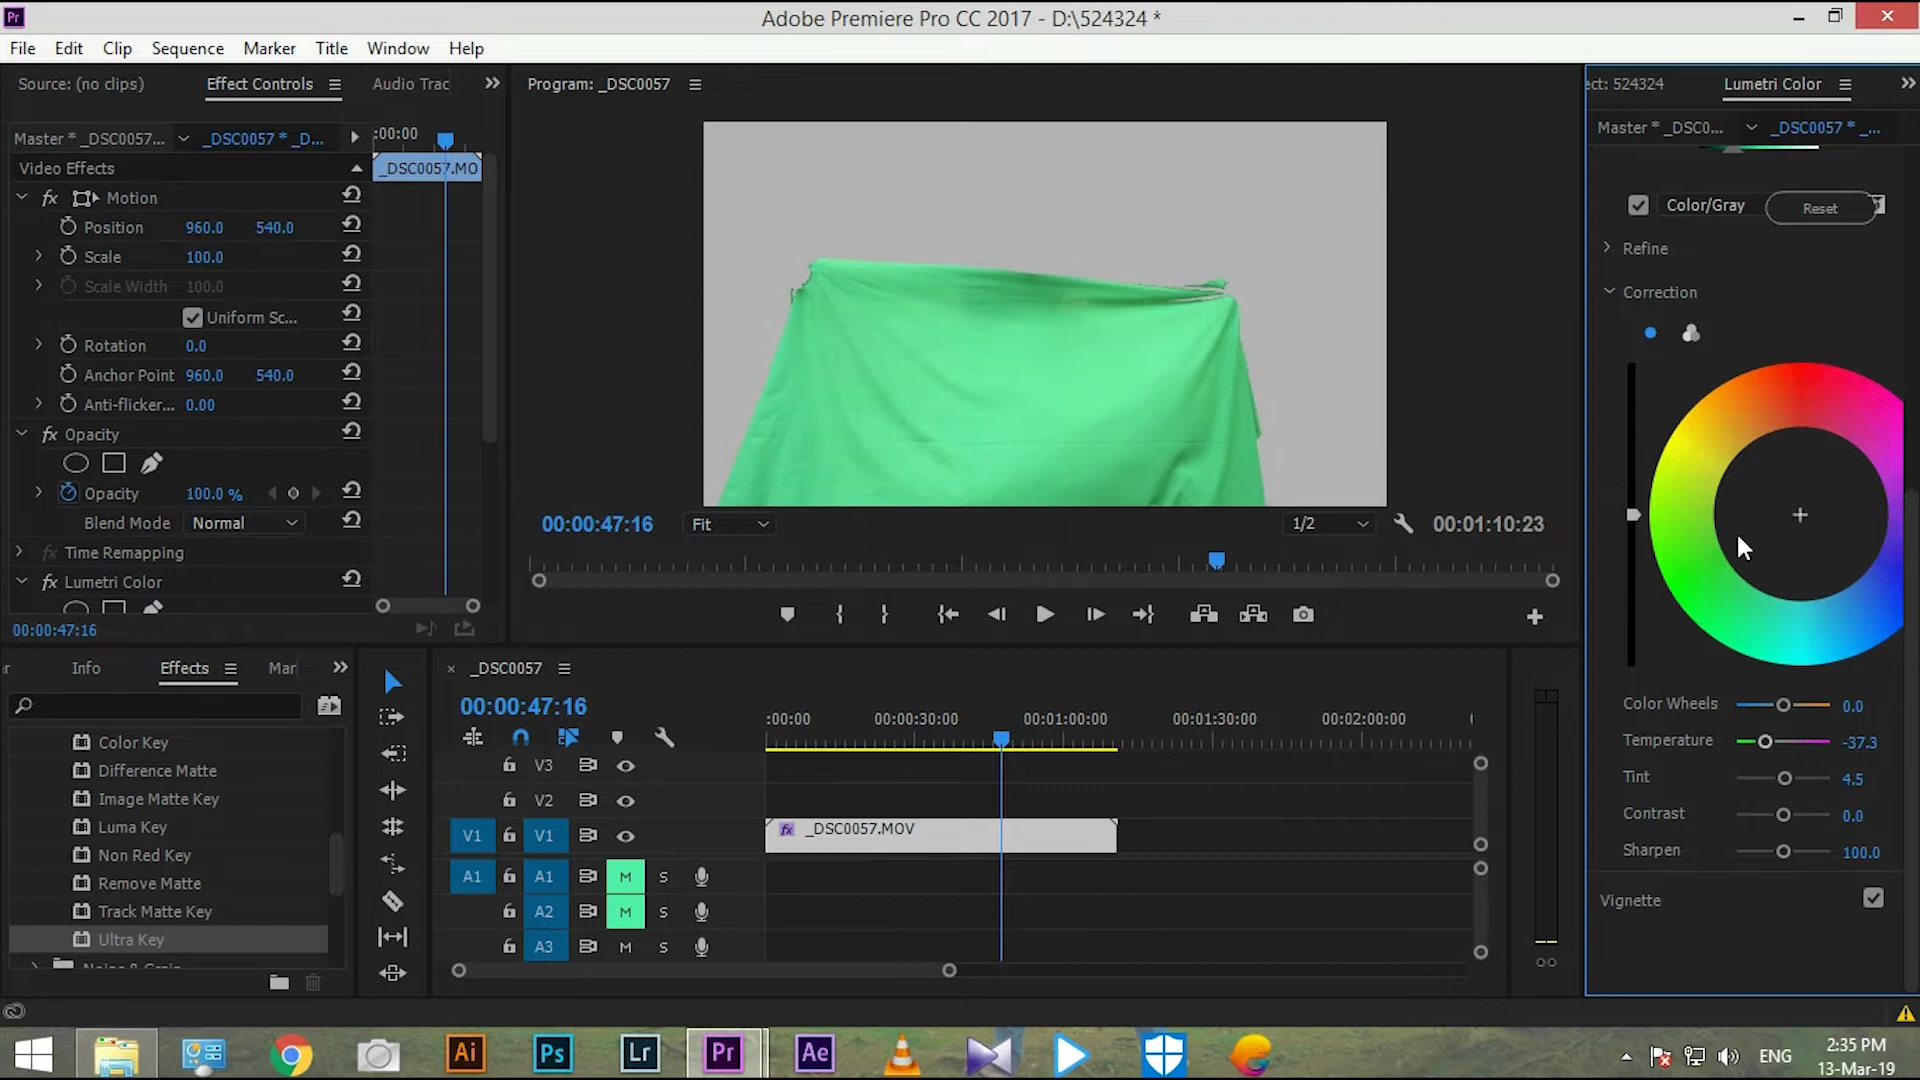 Pr
Adobe Premiere Pro CC 2017 - D:\524324 *
File Edit Clip Sequence Marker Title Window Help
Source: (no clips) Effect Controls Audio Trac
Master * _DSC0057... _DSC0057 * _D...
:00:00
_DSC0057.MO
Video Effects
fx Motion
Position 960.0 540.0
Scale 100.0
Scale Width 100.0
Uniform Sc...
Rotation 0.0
Anchor Point 960.0 540.0
Anti-flicker... 0.00
fx Opacity
Opacity 100.0 %
Blend Mode Normal
fx Time Remapping
fx Lumetri Color
00:00:47:16
Program: _DSC0057
00:00:47:16 Fit 1/2 00:01:10:23
ect: 524324 Lumetri Color
Master * _DSC0... _DSC0057 * _...
Color/Gray Reset
Refine
Correction
Color Wheels 0.0
Temperature -37.3
Tint 4.5
Contrast 0.0
Sharpen 100.0
Vignette
Info Effects Mar
Color Key
Difference Matte
Image Matte Key
Luma Key
Non Red Key
Remove Matte
Track Matte Key
Ultra Key
× _DSC0057
00:00:47:16
:00:00 00:00:30:00 00:01:00:00 00:01:30:00 00:02:00:00
V3
V2
V1 V1 fx _DSC0057.MOV
A1 A1 M S
A2 M S
A3 M S
Ai Ps Lr Pr Ae
ENG
2:35 PM
13-Mar-19